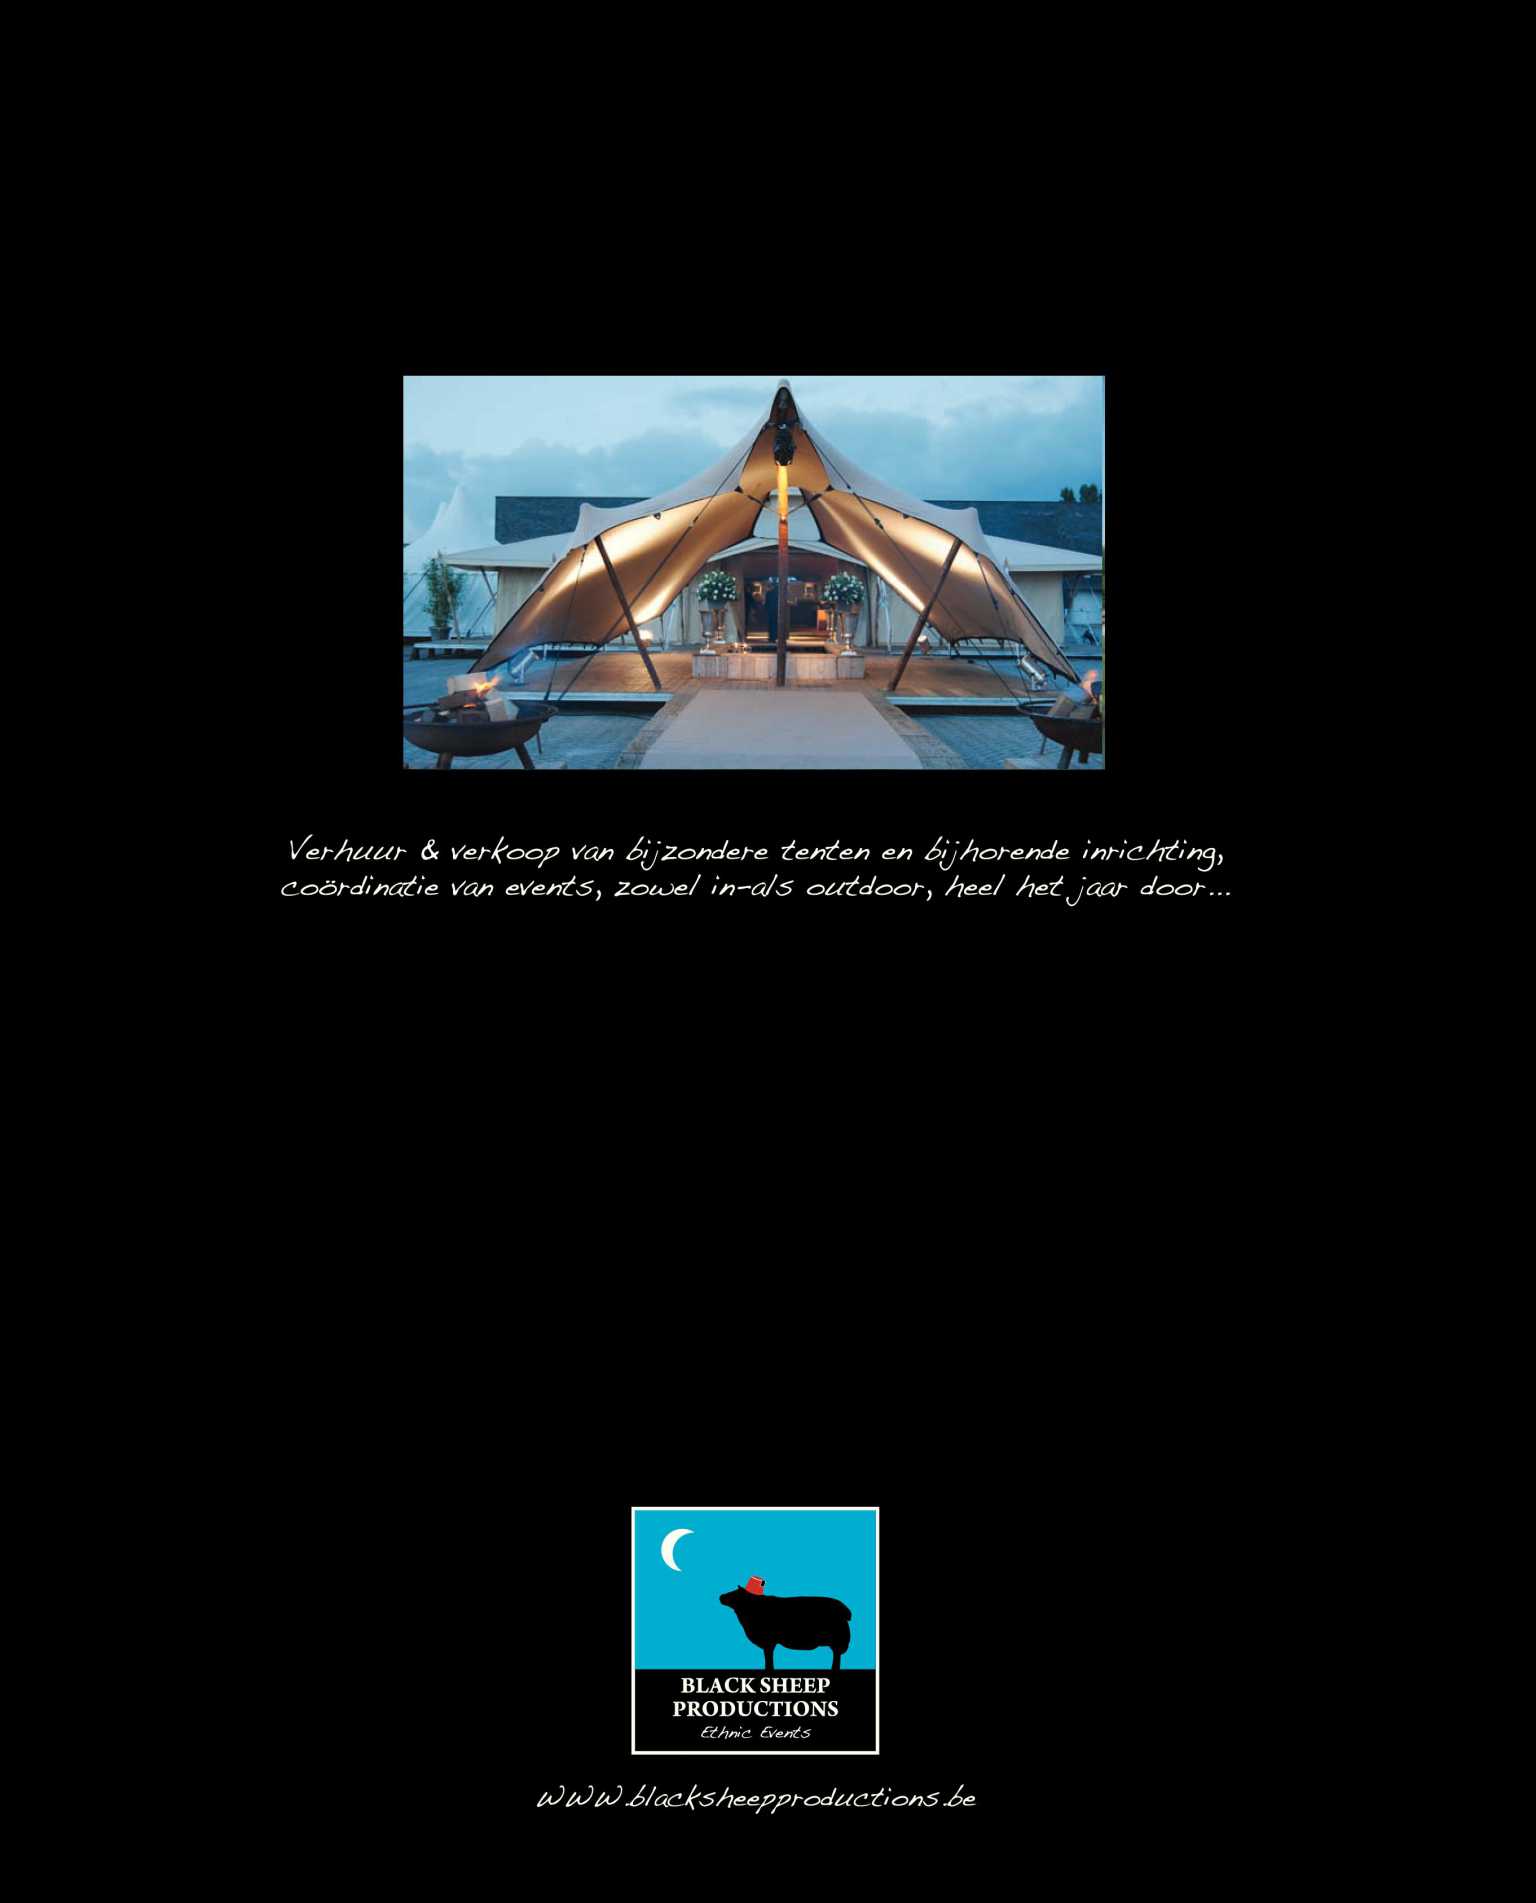 Verhuur & verkoop van bijzondere tenten en bijhorende inrichting,
coördinatie van events, zowel in-als outdoor, heel het jaar door...
BLACK SHEEP
PRODUCTIONS
Ethnic Events
www.blacksheepproductions.be